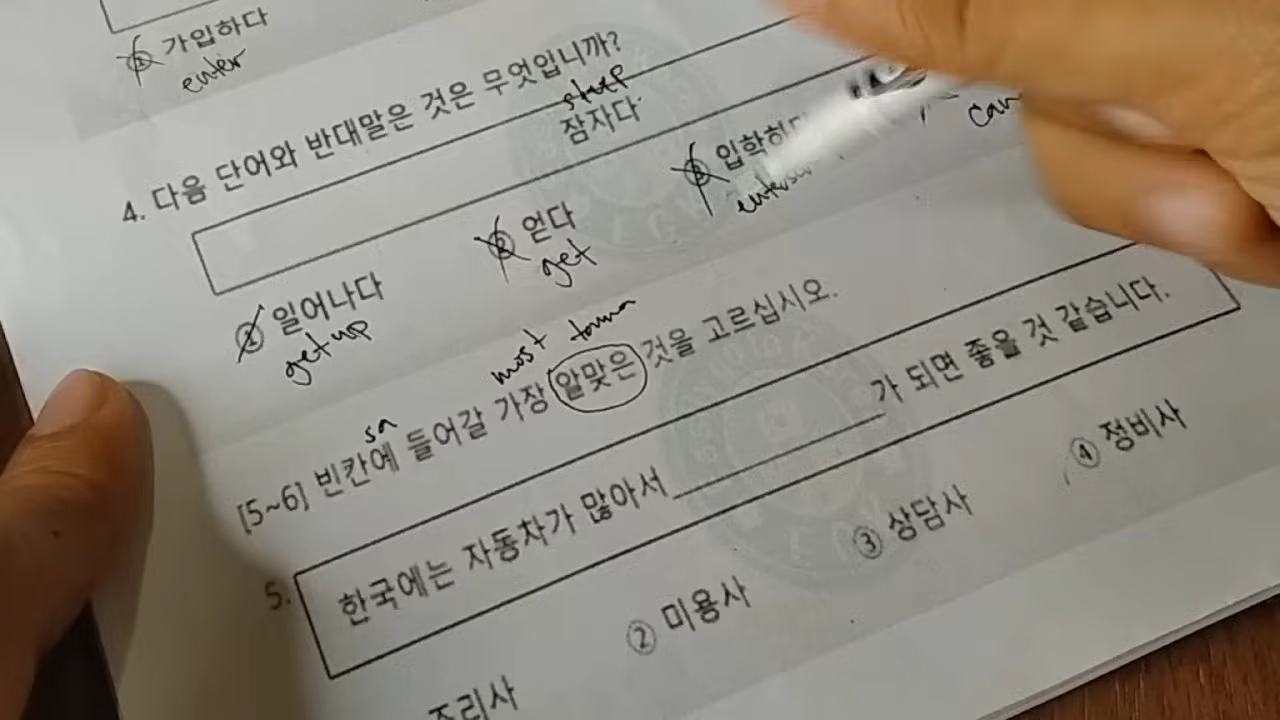 가입하다
enter
4. 다음 단어와 반대말은 것은 무엇입니까?
sleep
잠자다
① 일어나다
② 얻다
③ 입학하다
get up
get
most
[5~6] 빈칸에 들어갈 가장 알맞은 것을 고르십시오.
sa
5. 한국에는 자동차가 많아서 가 되면 좋을 것 같습니다.
조리사
② 미용사
③ 상담사
④ 정비사